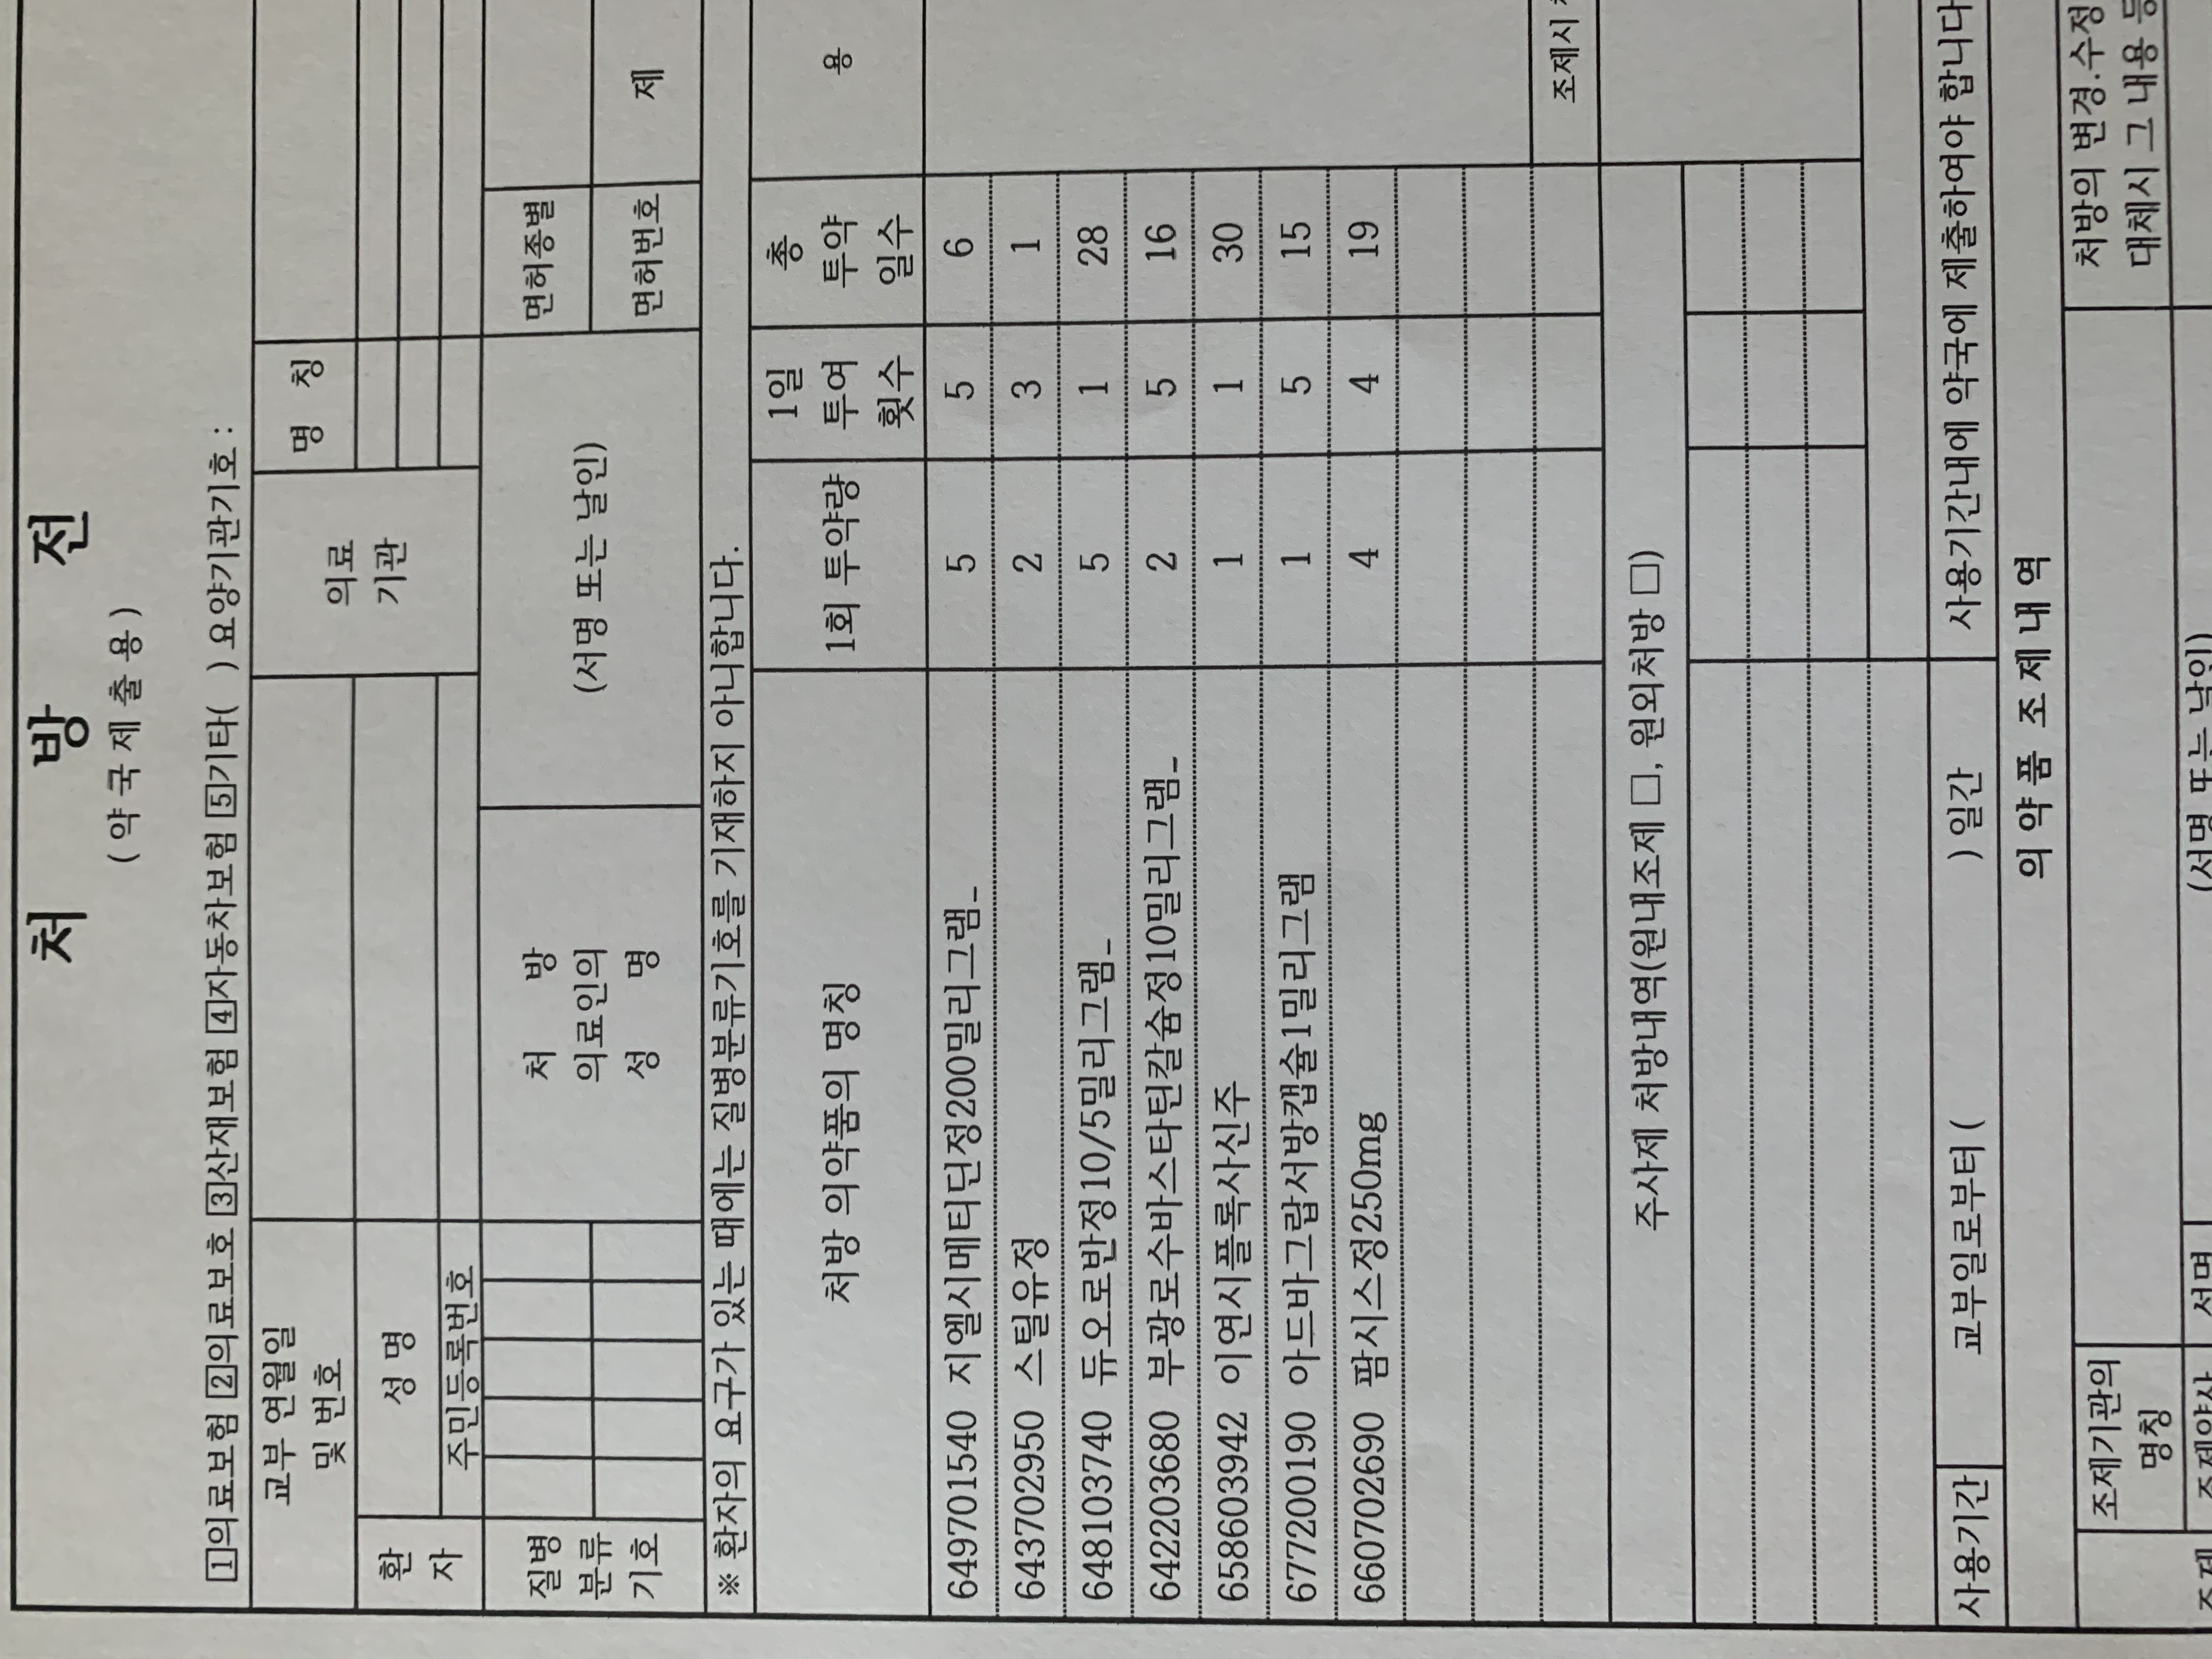 처 방 전
(약국제출용)
1의료보험 2의료보호 3산재보험 4자동차보험 5기타( ) 요양기관기호 :
교부 연월일
및 번호
의료
기관
명 칭
환
자
성 명
주민등록번호
질병
분류
기호
처 방
의료인의
성 명
(서명 또는 날인)
면허종별
면허번호
제
※ 환자의 요구가 있는 때에는 질병분류기호를 기재하지 아니합니다.
처방 의약품의 명칭
1회 투약량
1일
투여
횟수
총
투약
일수
용
649701540 지엘시메티딘정200밀리그램_ 5 5 6
643702950 스틸유정 2 3 1
648103740 듀오로반정10/5밀리그램_ 5 1 28
642203680 부광로수바스타틴칼슘정10밀리그램_ 2 5 16
658603942 이연시플록사신주 1 1 30
677200190 아드바그랍서방캡슐1밀리그램 1 5 15
660702690 팜시스정250mg 4 4 19
조제시
주사제 처방내역(원내조제 □, 원외처방 □)
사용기간 교부일로부터 ( ) 일간 사용기간내에 약국에 제출하여야 합니다
의 약 품 조 제 내 역
조제기관의
명칭
처방의 변경.수정
대체시 그 내용 등
조제
조제약사
성명
(서명 또는 날인)